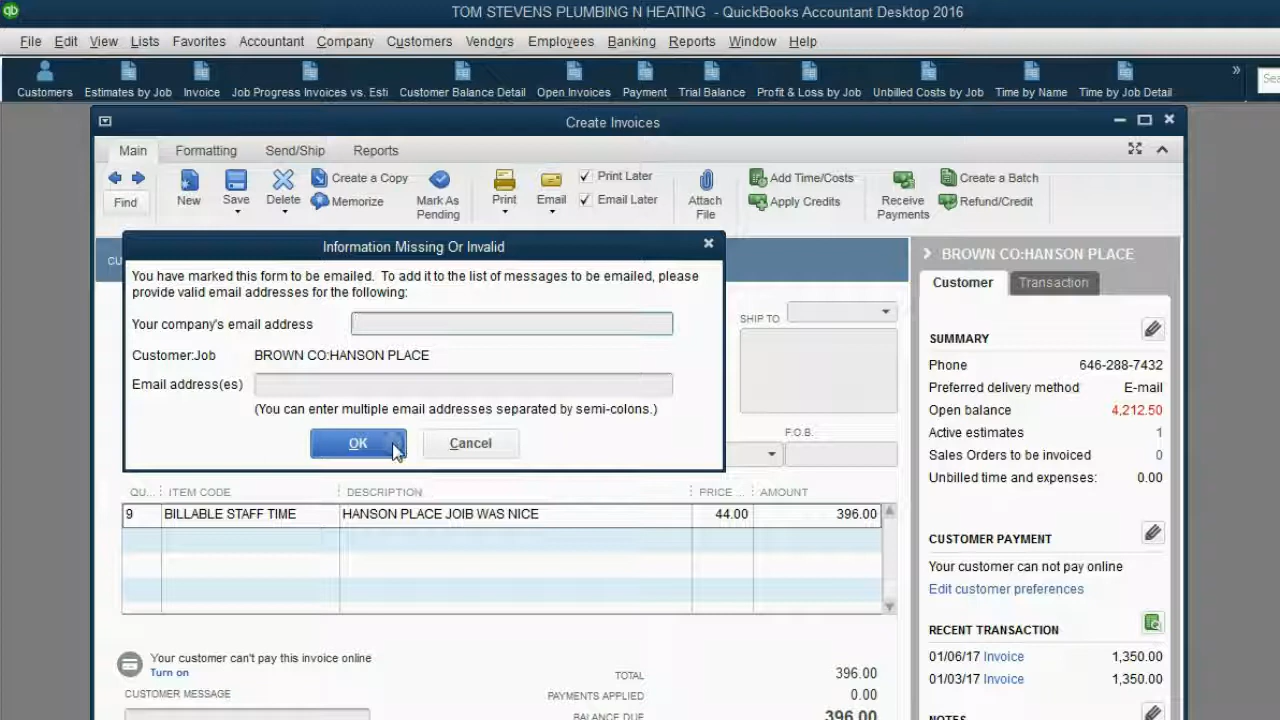 qb
TOM STEVENS PLUMBING N HEATING - QuickBooks Accountant Desktop 2016
File Edit View Lists Favorites Accountant Company Customers Vendors Employees Banking Reports Window Help
Customers Estimates by Job Invoice Job Progress Invoices vs. Esti Customer Balance Detail Open Invoices Payment Trial Balance Profit & Loss by Job Unbilled Costs by Job Time by Name Time by Job Detail » Sea
Create Invoices
Main Formatting Send/Ship Reports
Find New Save Delete Create a Copy Memorize Mark As Pending Print Email Print Later Email Later Attach File Add Time/Costs Apply Credits Receive Payments Create a Batch Refund/Credit
Information Missing Or Invalid
CU
You have marked this form to be emailed. To add it to the list of messages to be emailed, please
provide valid email addresses for the following:
Your company's email address
Customer:Job BROWN CO:HANSON PLACE
Email address(es)
(You can enter multiple email addresses separated by semi-colons.)
OK Cancel
SHIP TO
F.O.B.
QU... ITEM CODE DESCRIPTION PRICE ... AMOUNT
9 BILLABLE STAFF TIME HANSON PLACE JOIB WAS NICE 44.00 396.00
Your customer can't pay this invoice online
Turn on
CUSTOMER MESSAGE
TOTAL 396.00
PAYMENTS APPLIED 0.00
BALANCE DUE 396.00
BROWN CO:HANSON PLACE
Customer Transaction
SUMMARY
Phone 646-288-7432
Preferred delivery method E-mail
Open balance 4,212.50
Active estimates 1
Sales Orders to be invoiced 0
Unbilled time and expenses: 0.00
CUSTOMER PAYMENT
Your customer can not pay online
Edit customer preferences
RECENT TRANSACTION
01/06/17 Invoice 1,350.00
01/03/17 Invoice 1,350.00
NOTES